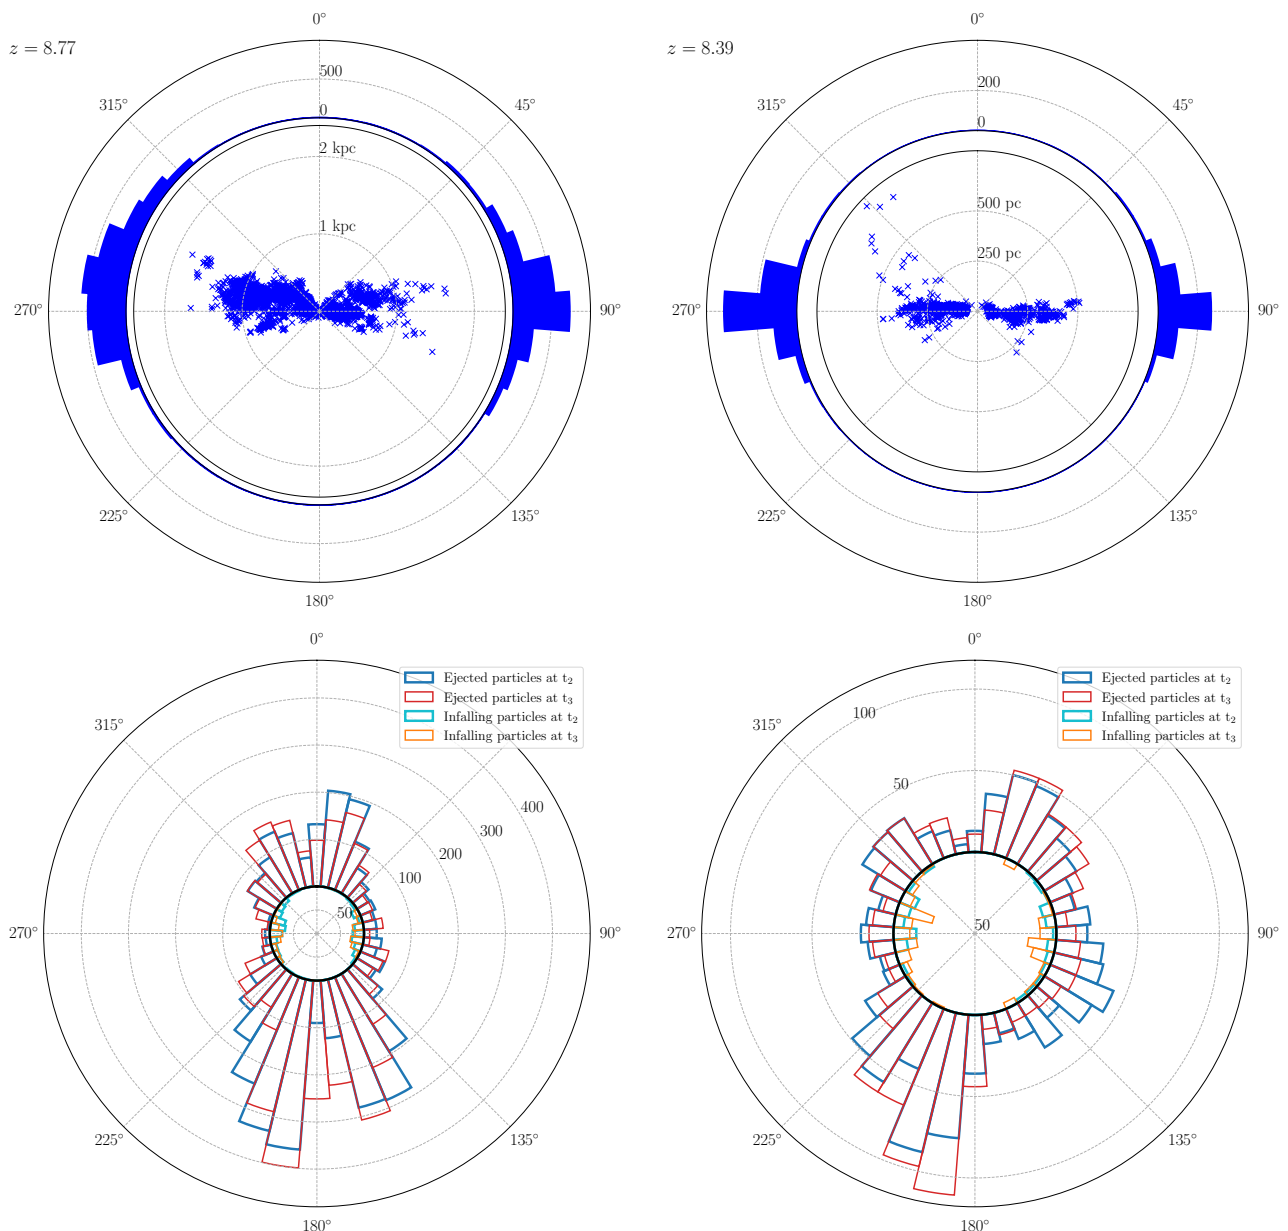 0° 0°
z = 8.77 z = 8.39
500 200
315° 0 45° 315° 0 45°
2 kpc
500 pc
1 kpc
250 pc
270° 90° 270° 90°
225° 135° 225° 135°
180° 180°
0° 0°
Ejected particles at t₂ Ejected particles at t₂
Ejected particles at t₃ Ejected particles at t₃
Infalling particles at t₂ Infalling particles at t₂
Infalling particles at t₃ Infalling particles at t₃
315° 315° 100
400 50
300
200
100
50 50
270° 90° 270° 90°
225° 135° 225° 135°
180° 180°